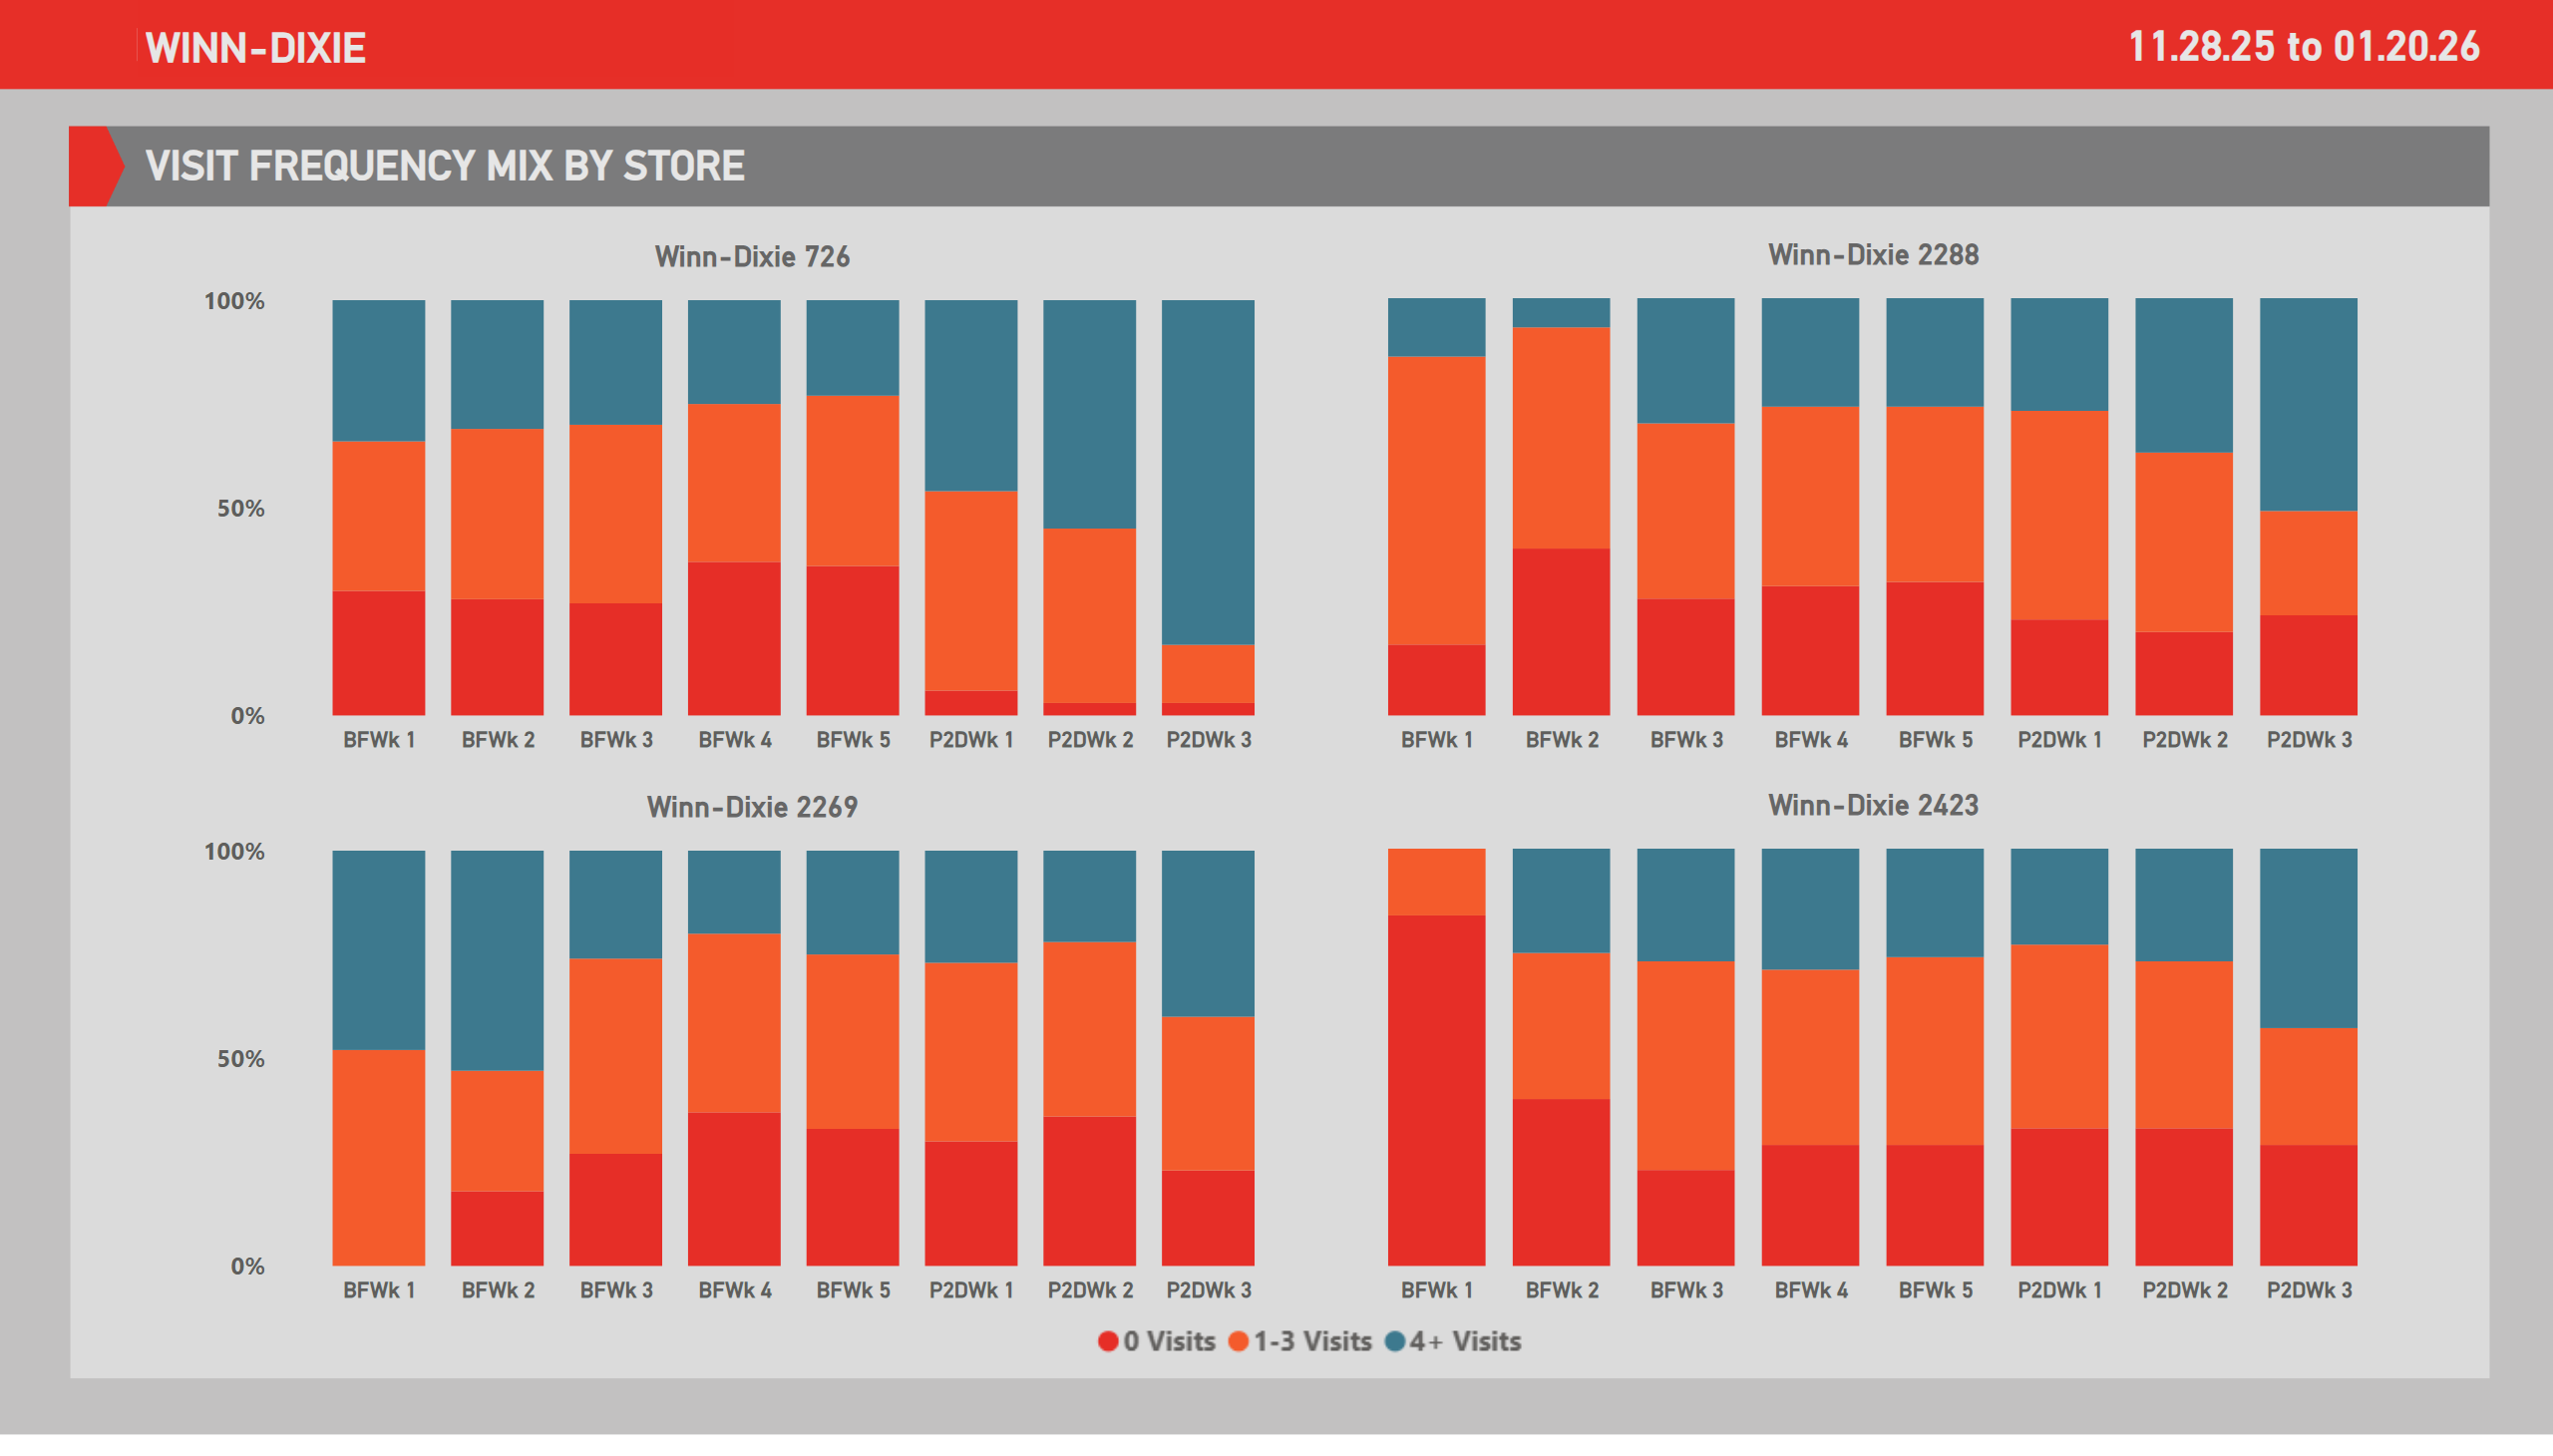 WINN-DIXIE
11.28.25 to 01.20.26
VISIT FREQUENCY MIX BY STORE
Winn-Dixie 726
100%
50%
0%
BFWk 1 BFWk 2 BFWk 3 BFWk 4 BFWk 5 P2DWk 1 P2DWk 2 P2DWk 3
Winn-Dixie 2288
BFWk 1 BFWk 2 BFWk 3 BFWk 4 BFWk 5 P2DWk 1 P2DWk 2 P2DWk 3
Winn-Dixie 2269
100%
50%
0%
BFWk 1 BFWk 2 BFWk 3 BFWk 4 BFWk 5 P2DWk 1 P2DWk 2 P2DWk 3
Winn-Dixie 2423
BFWk 1 BFWk 2 BFWk 3 BFWk 4 BFWk 5 P2DWk 1 P2DWk 2 P2DWk 3
0 Visits 1-3 Visits 4+ Visits